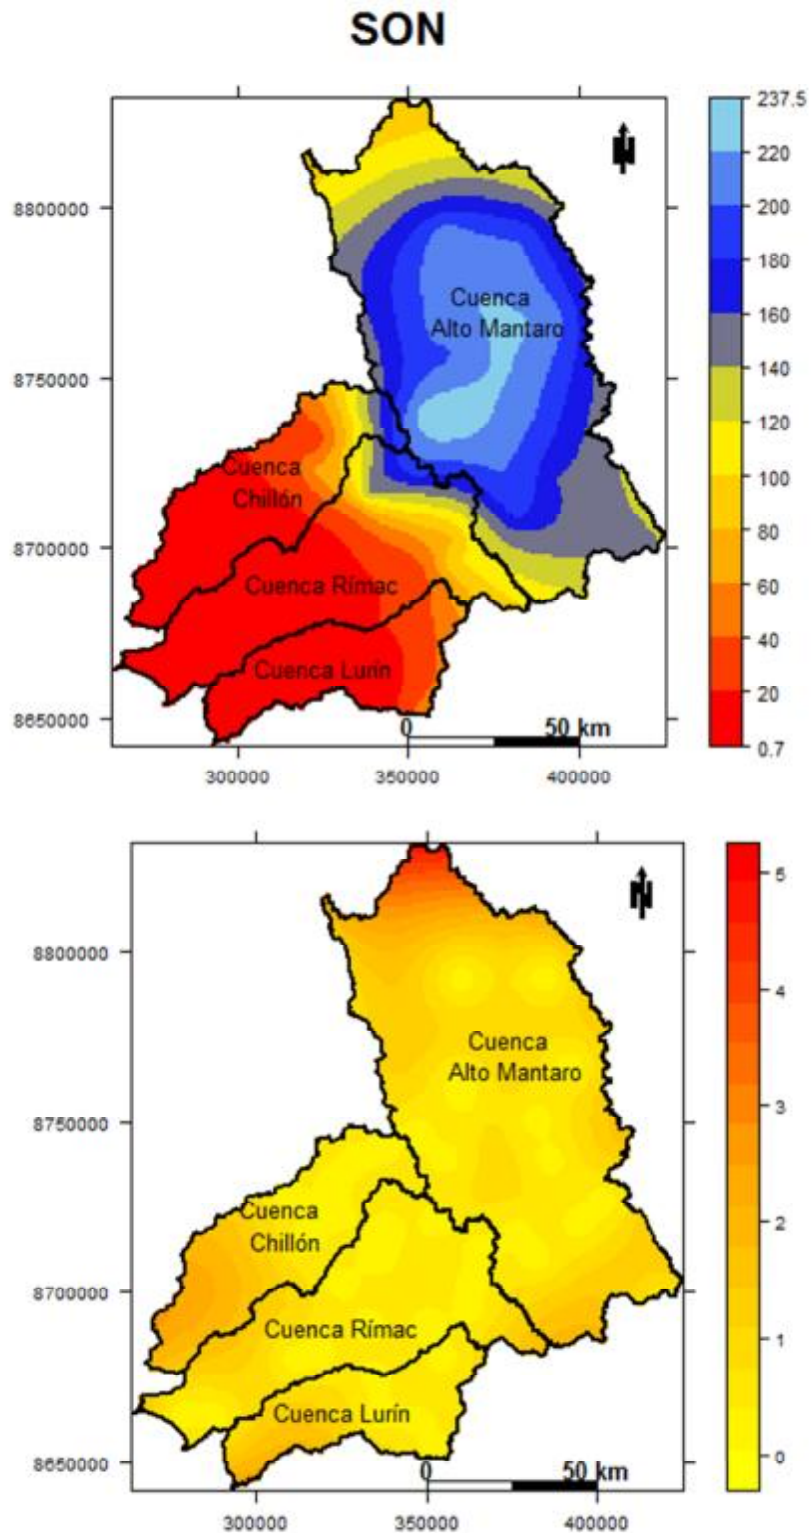 SON
237.5
220
8800000
200
Cuenca
Alto Mantaro
180
160
8750000
140
120
Cuenca
Chillón
100
8700000
80
Cuenca Rímac
60
40
Cuenca Lurín
20
8650000
0
50 km
0.7
300000
350000
400000
N
5
8800000
4
Cuenca
Alto Mantaro
8750000
3
Cuenca
Chillón
2
8700000
Cuenca Rímac
1
Cuenca Lurín
8650000
0
50 km
0
300000
350000
400000